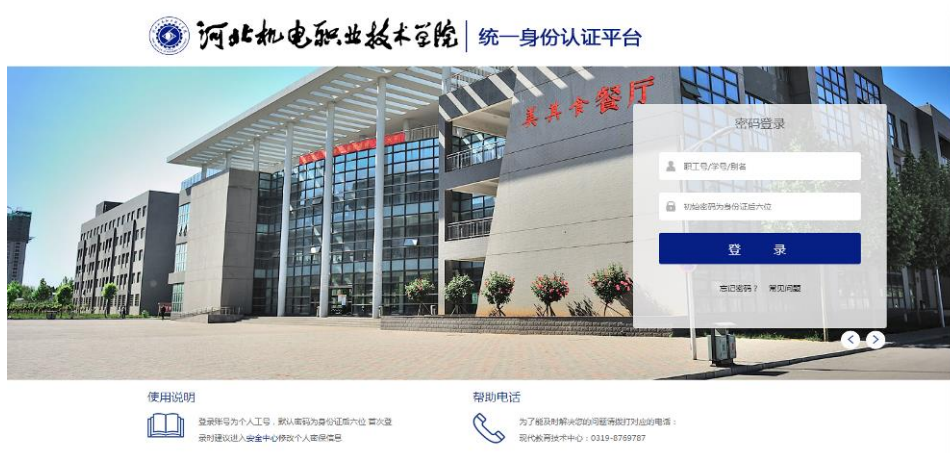 河北机电职业技术学院 统一身份认证平台
美其食餐厅
密码登录
职工号/学号/别名
初始密码为身份证后六位
登 录
忘记密码？ 常见问题
使用说明
登录账号为个人工号，默认密码为身份证后六位 首次登
录时建议进入安全中心修改个人密保信息
帮助电话
为了能及时解决您的问题请拨打对应的电话：
现代教育技术中心：0319-8769787